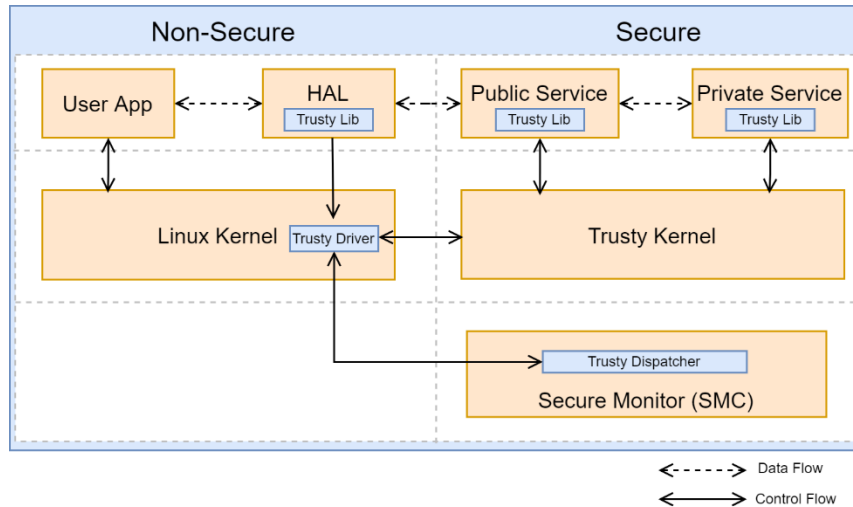 Non-Secure
Secure
User App
HAL
Trusty Lib
Public Service
Trusty Lib
Private Service
Trusty Lib
Linux Kernel
Trusty Driver
Trusty Kernel
Trusty Dispatcher
Secure Monitor (SMC)
Data Flow
Control Flow